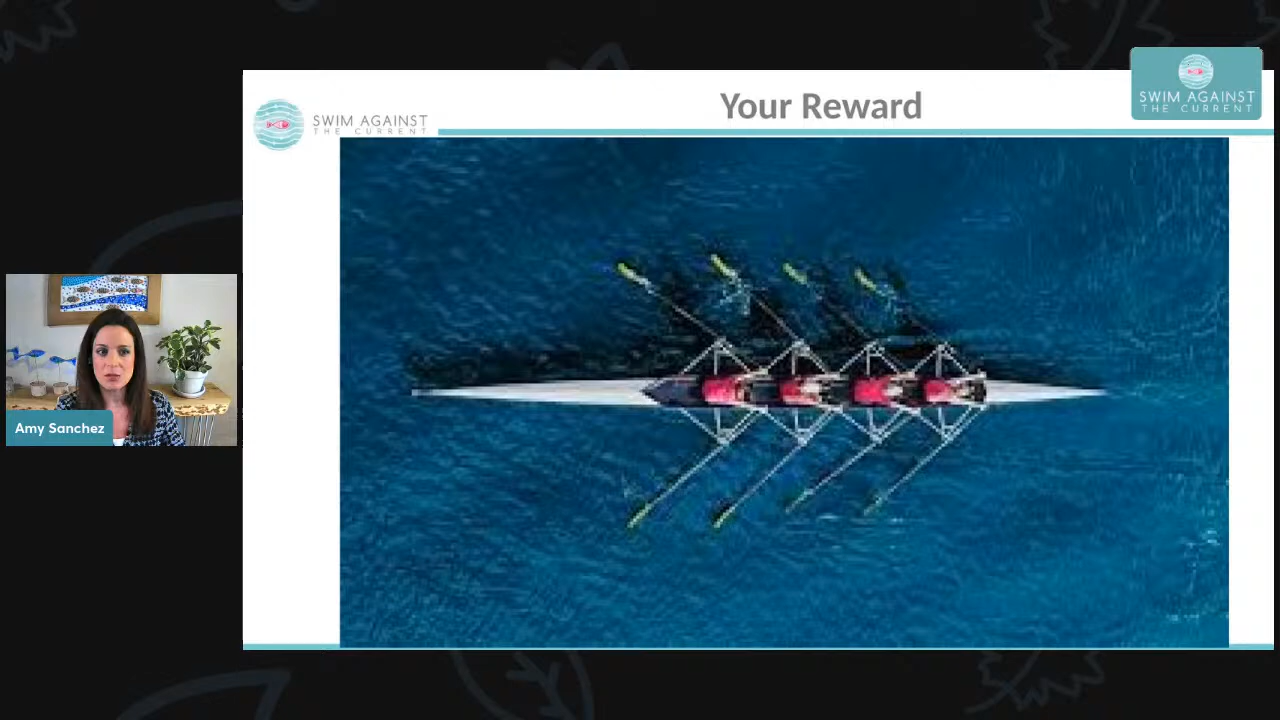 Your Reward
SWIM AGAINST
THE CURRENT
SWIM AGAINST
THE CURRENT
Amy Sanchez